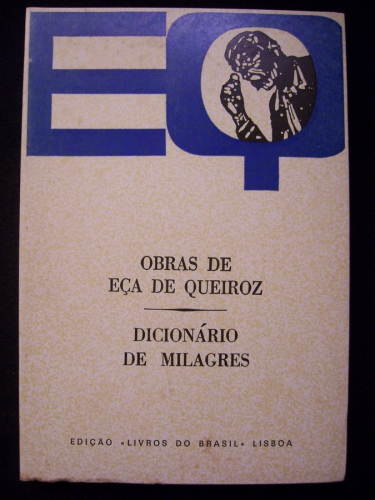 EQ
OBRAS DE
EÇA DE QUEIROZ
DICIONÁRIO
DE MILAGRES
EDIÇÃO «LIVROS DO BRASIL» LISBOA